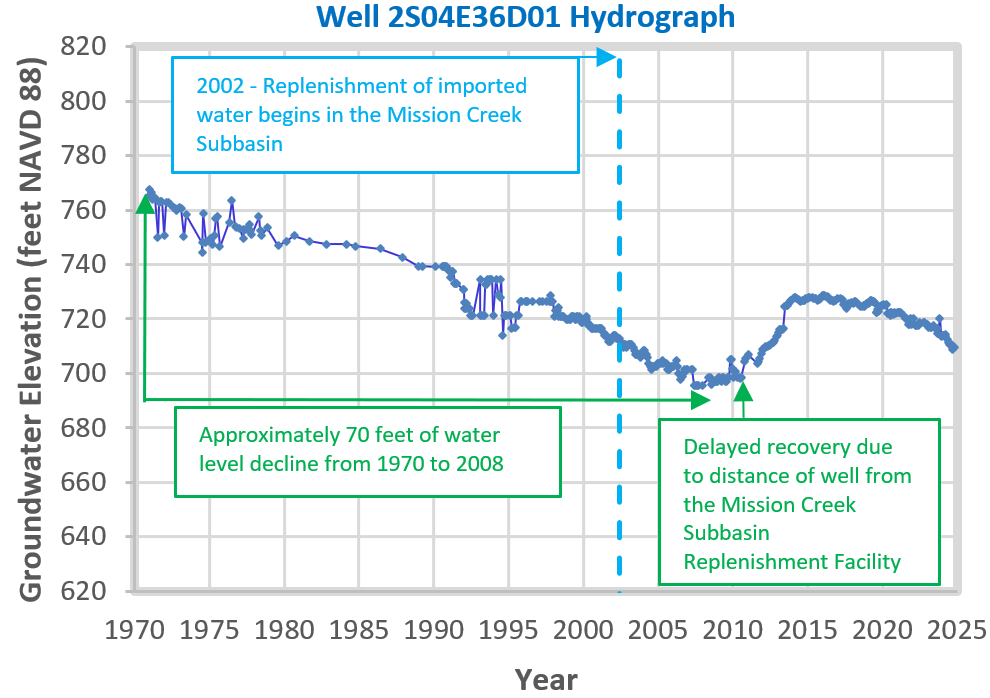 Well 2S04E36D01 Hydrograph
Groundwater Elevation (feet NAVD 88)
820
800
780
760
740
720
700
680
660
640
620
2002 - Replenishment of imported
water begins in the Mission Creek
Subbasin
Approximately 70 feet of water
level decline from 1970 to 2008
Delayed recovery due
to distance of well from
the Mission Creek
Subbasin
Replenishment Facility
1970 1975 1980 1985 1990 1995 2000 2005 2010 2015 2020 2025
Year